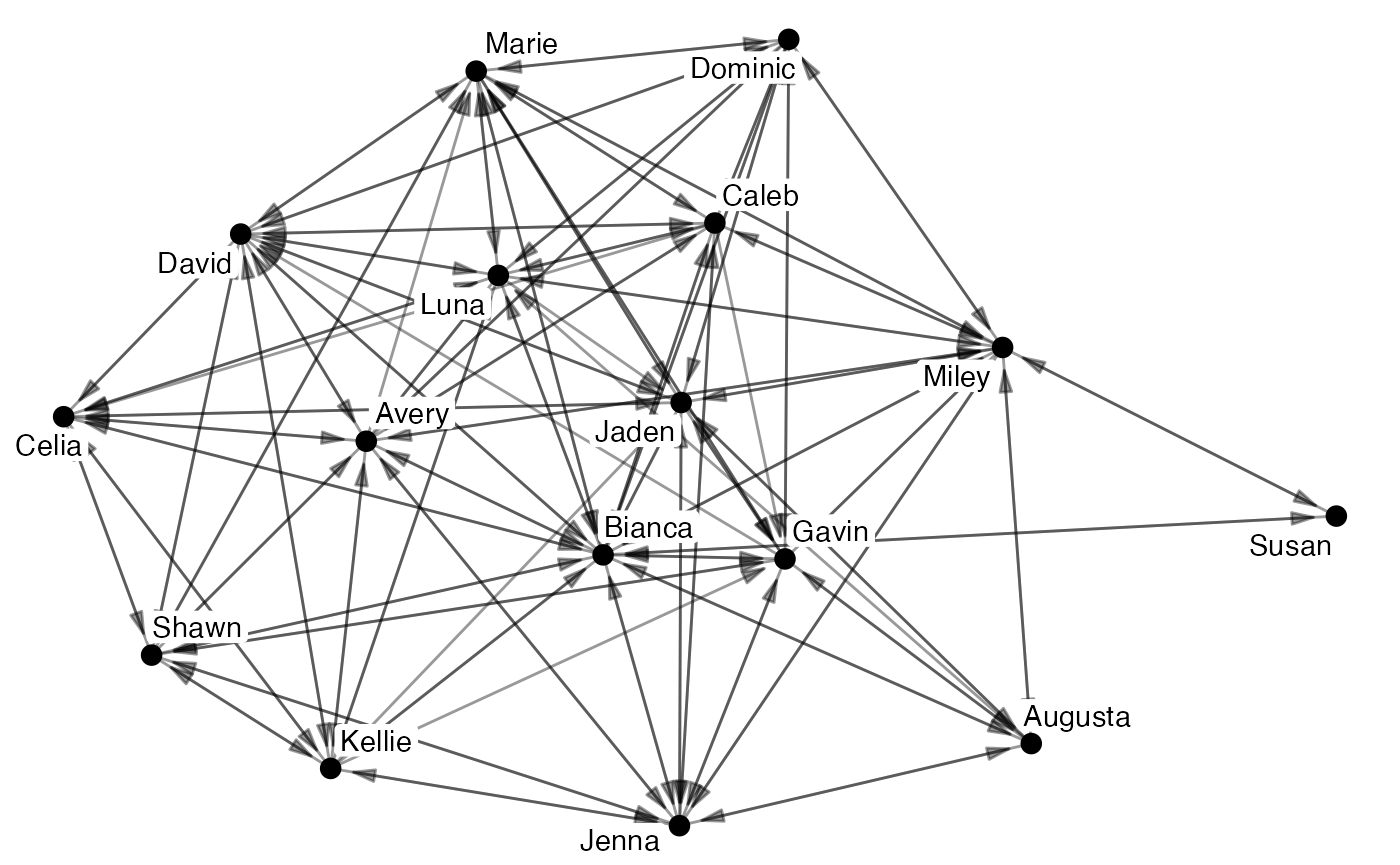 Marie
Dominic
Caleb
David
Luna
Miley
Avery
Jaden
Celia
Bianca
Gavin
Susan
Shawn
Augusta
Kellie
Jenna